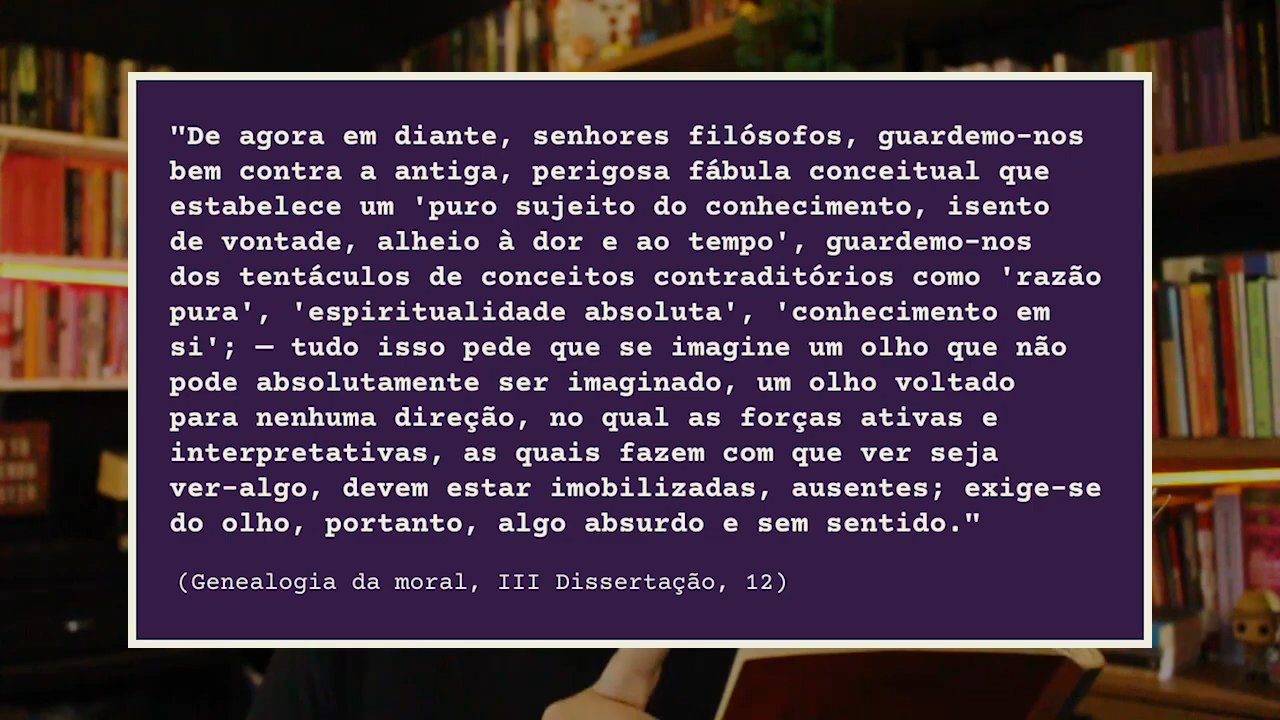 "De agora em diante, senhores filósofos, guardemo-nos
bem contra a antiga, perigosa fábula conceitual que
estabelece um 'puro sujeito do conhecimento, isento
de vontade, alheio à dor e ao tempo', guardemo-nos
dos tentáculos de conceitos contraditórios como 'razão
pura', 'espiritualidade absoluta', 'conhecimento em
si'; — tudo isso pede que se imagine um olho que não
pode absolutamente ser imaginado, um olho voltado
para nenhuma direção, no qual as forças ativas e
interpretativas, as quais fazem com que ver seja
ver-algo, devem estar imobilizadas, ausentes; exige-se
do olho, portanto, algo absurdo e sem sentido."
(Genealogia da moral, III Dissertação, 12)